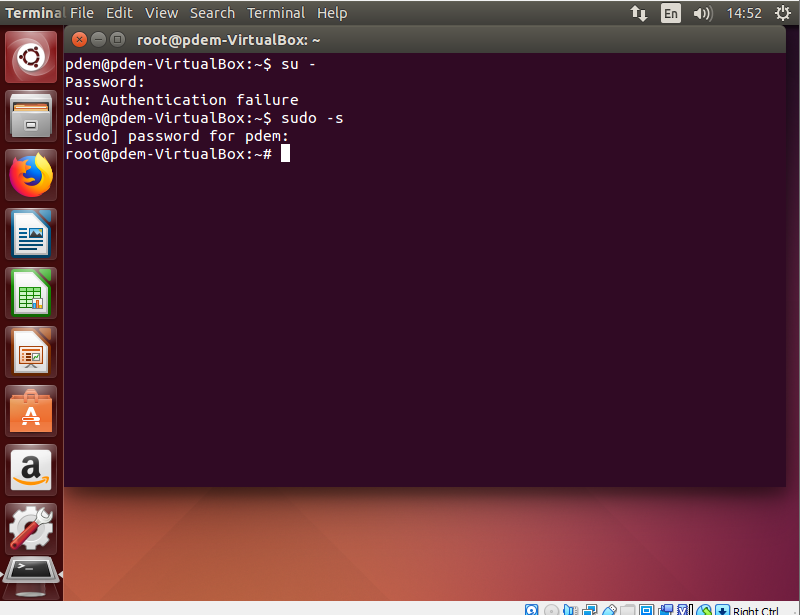 Terminal File Edit View Search Terminal Help En 14:52
root@pdem-VirtualBox: ~
pdem@pdem-VirtualBox:~$ su -
Password:
su: Authentication failure
pdem@pdem-VirtualBox:~$ sudo -s
[sudo] password for pdem:
root@pdem-VirtualBox:~#
A
a
Right Ctrl